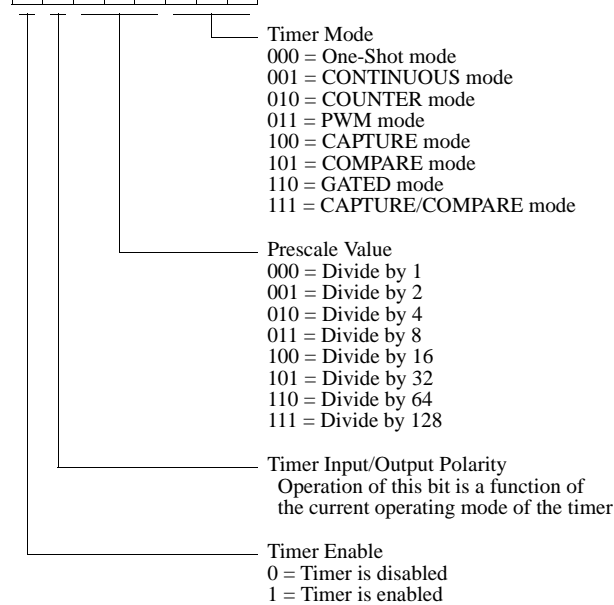 Timer Mode
000 = One-Shot mode
001 = CONTINUOUS mode
010 = COUNTER mode
011 = PWM mode
100 = CAPTURE mode
101 = COMPARE mode
110 = GATED mode
111 = CAPTURE/COMPARE mode
Prescale Value
000 = Divide by 1
001 = Divide by 2
010 = Divide by 4
011 = Divide by 8
100 = Divide by 16
101 = Divide by 32
110 = Divide by 64
111 = Divide by 128
Timer Input/Output Polarity
Operation of this bit is a function of
the current operating mode of the timer
Timer Enable
0 = Timer is disabled
1 = Timer is enabled